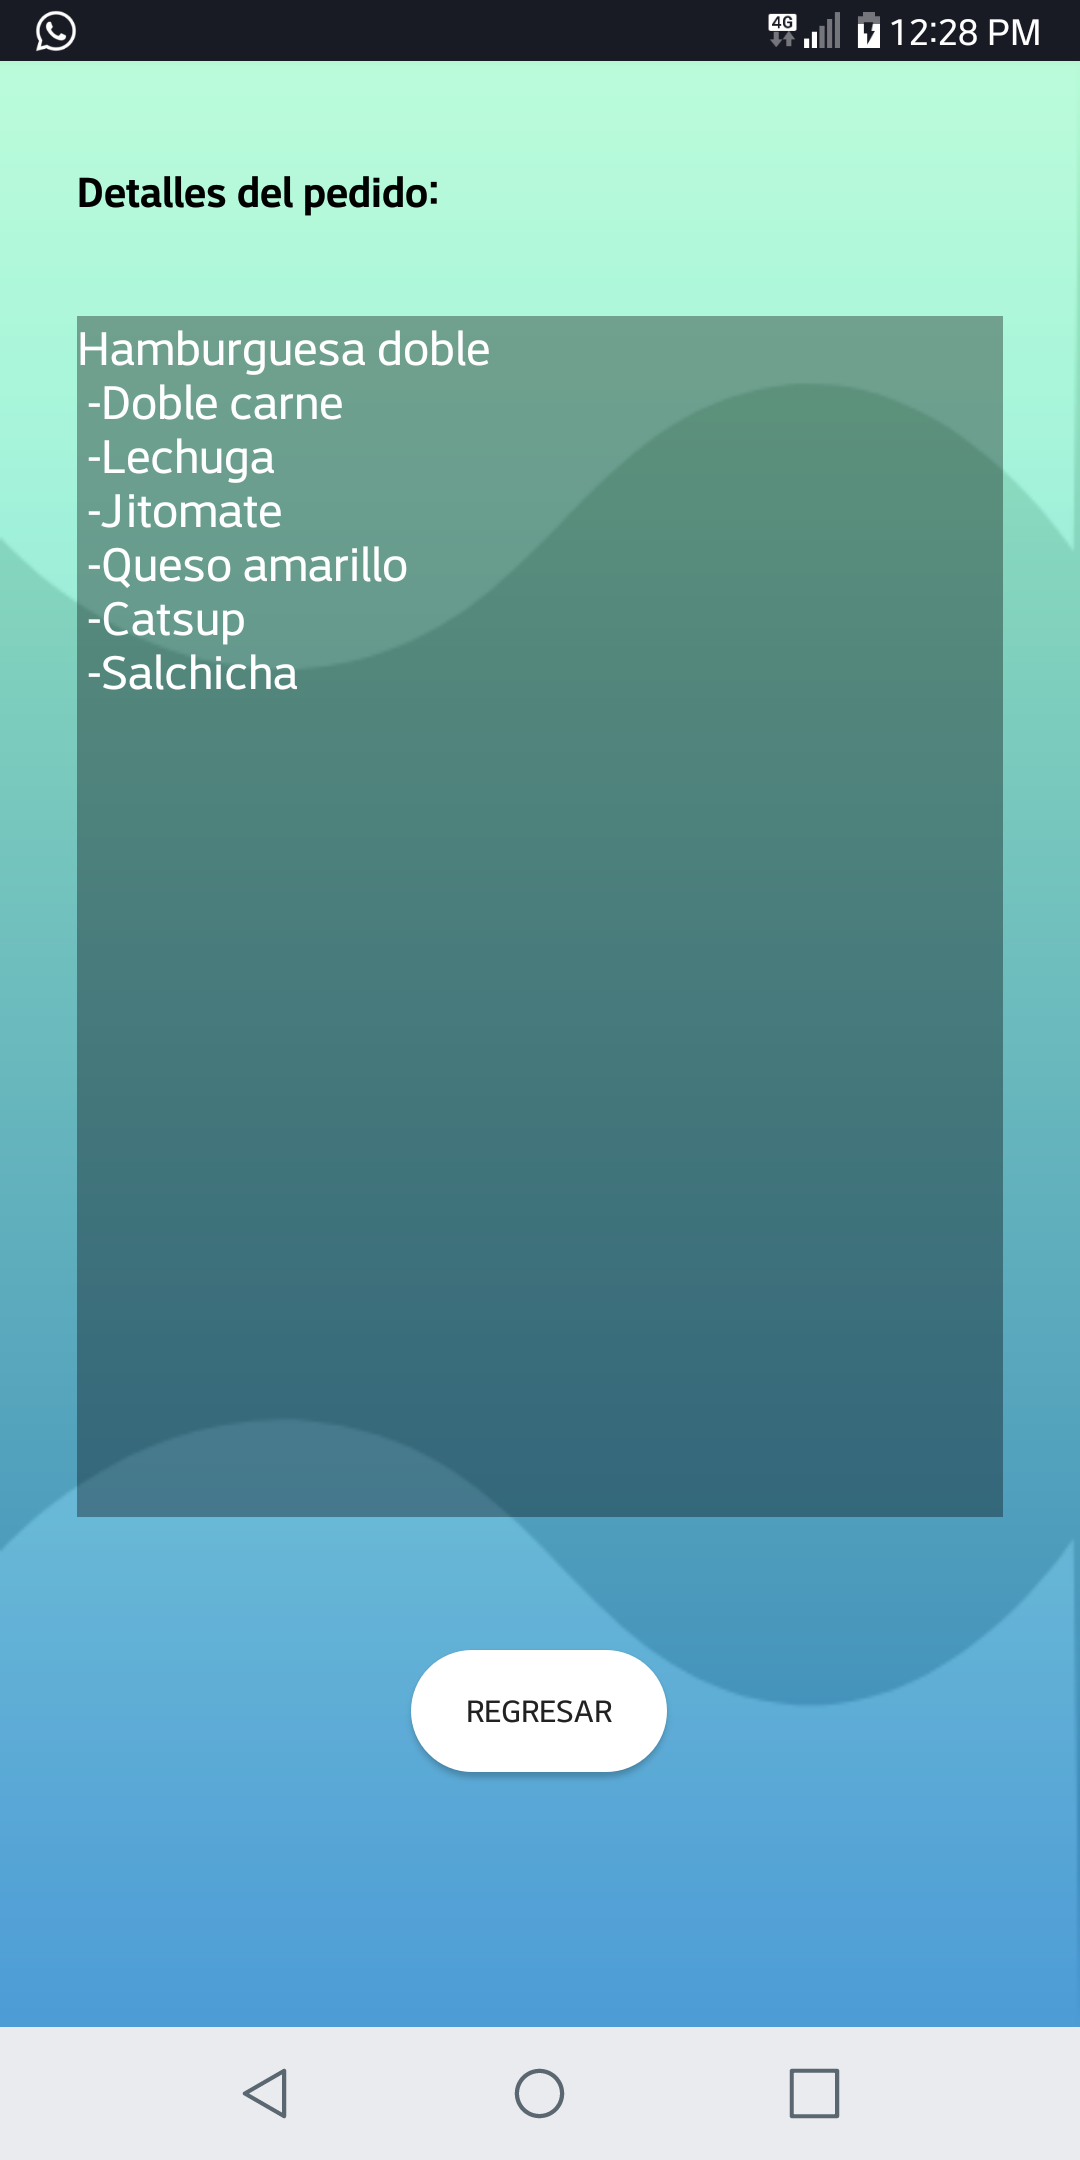 4G 12:28 PM
Detalles del pedido:
Hamburguesa doble
-Doble carne
-Lechuga
-Jitomate
-Queso amarillo
-Catsup
-Salchicha
REGRESAR